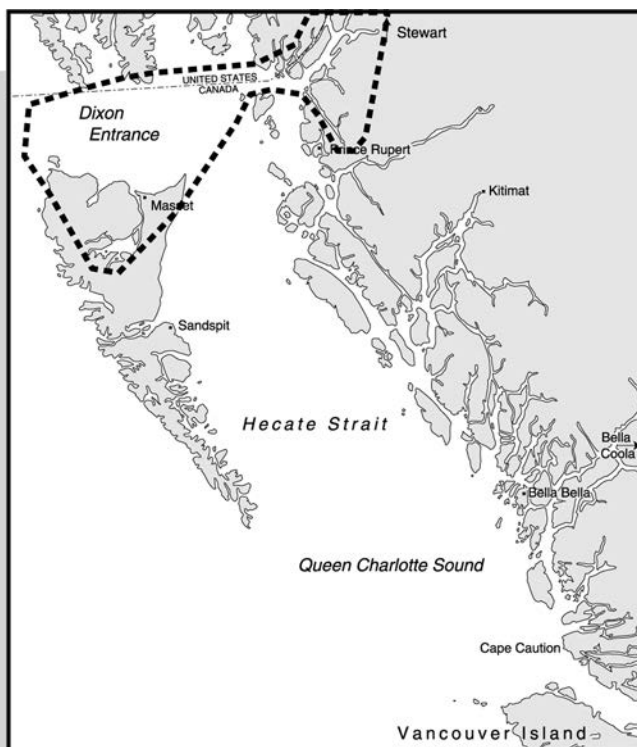 Stewart
UNITED STATES
CANADA
Dixon
Entrance
Prince Rupert
Kitimat
Masset
Sandspit
Hecate Strait
Bella
Coola
Bella Bella
Queen Charlotte Sound
Cape Caution
Vancouver Island